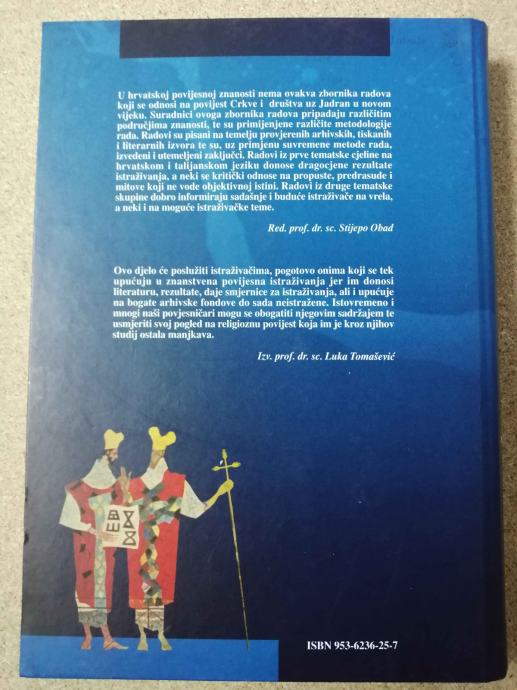 U hrvatskoj povijesnoj znanosti nema ovakva zbornika radova
koji se odnosi na povijest Crkve i društva uz Jadran u novom
vijeku. Suradnici ovoga zbornika radova pripadaju različitim
područjima znanosti, te su primijenjene različite metodologije
rada. Radovi su pisani na temelju provjerenih arhivskih, tiskanih
i literarnih izvora te su, uz primjenu suvremene metode rada,
izvedeni i utemeljeni zaključci. Radovi iz prve tematske cjeline na
hrvatskom i talijanskom jeziku donose dragocjene rezultate
istraživanja, a neki se kritički odnose na propuste, predrasude i
mitove koji ne vode objektivnoj istini. Radovi iz druge tematske
skupine dobro informiraju sadašnje i buduće istraživače na vrela,
a neki i na moguće istraživačke teme.
Red. prof. dr. sc. Stijepo Obad
Ovo djelo će poslužiti istraživačima, pogotovo onima koji se tek
upućuju u znanstvena povijesna istraživanja jer im donosi
literaturu, rezultate, daje smjernice za istraživanja, ali i upućuje
na bogate arhivske fondove do sada neistražene. Istovremeno i
mnogi naši povjesničari mogu se obogatiti njegovim sadržajem te
usmjeriti svoj pogled na religioznu povijest koja im je kroz njihov
studij ostala manjkava.
Izv. prof. dr. sc. Luka Tomašević
ISBN 953-6236-25-7